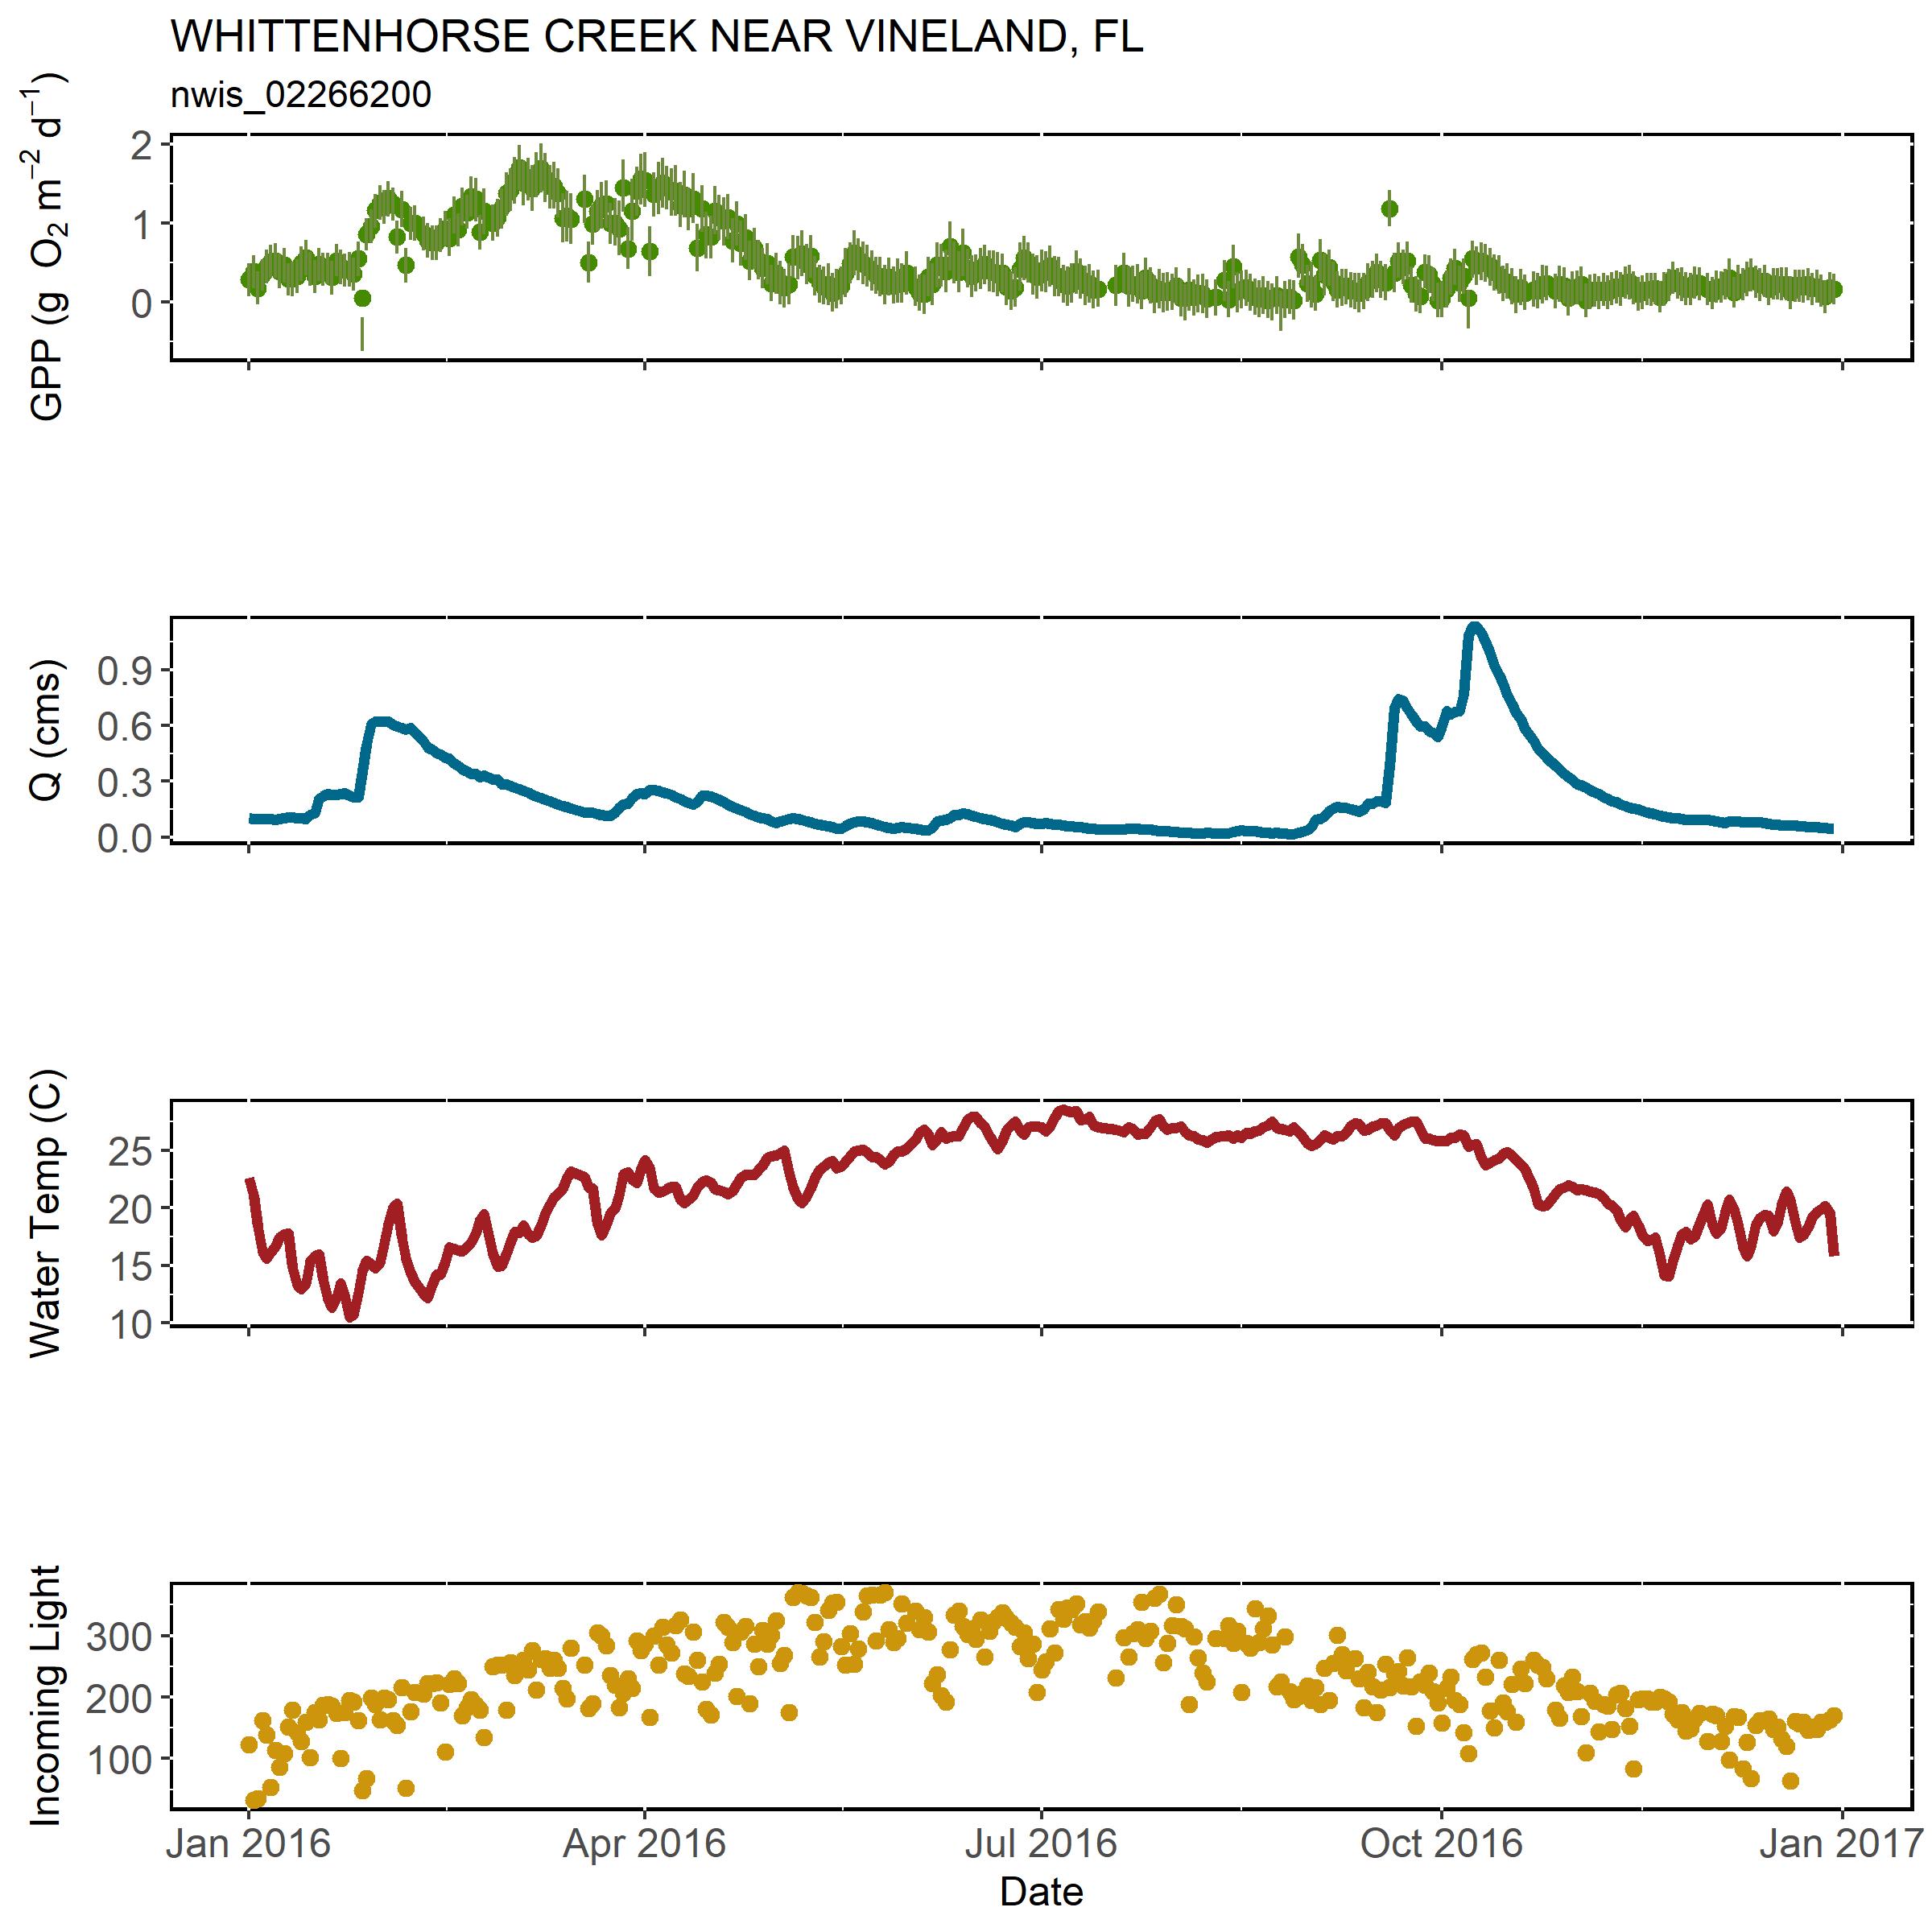 WHITTENHORSE CREEK NEAR VINELAND, FL
nwis_02266200
GPP (g O₂ m⁻² d⁻¹)
2
1
0
Q (cms)
0.9
0.6
0.3
0.0
Water Temp (C)
25
20
15
10
Incoming Light
300
200
100
Jan 2016 Apr 2016 Jul 2016 Oct 2016 Jan 2017
Date